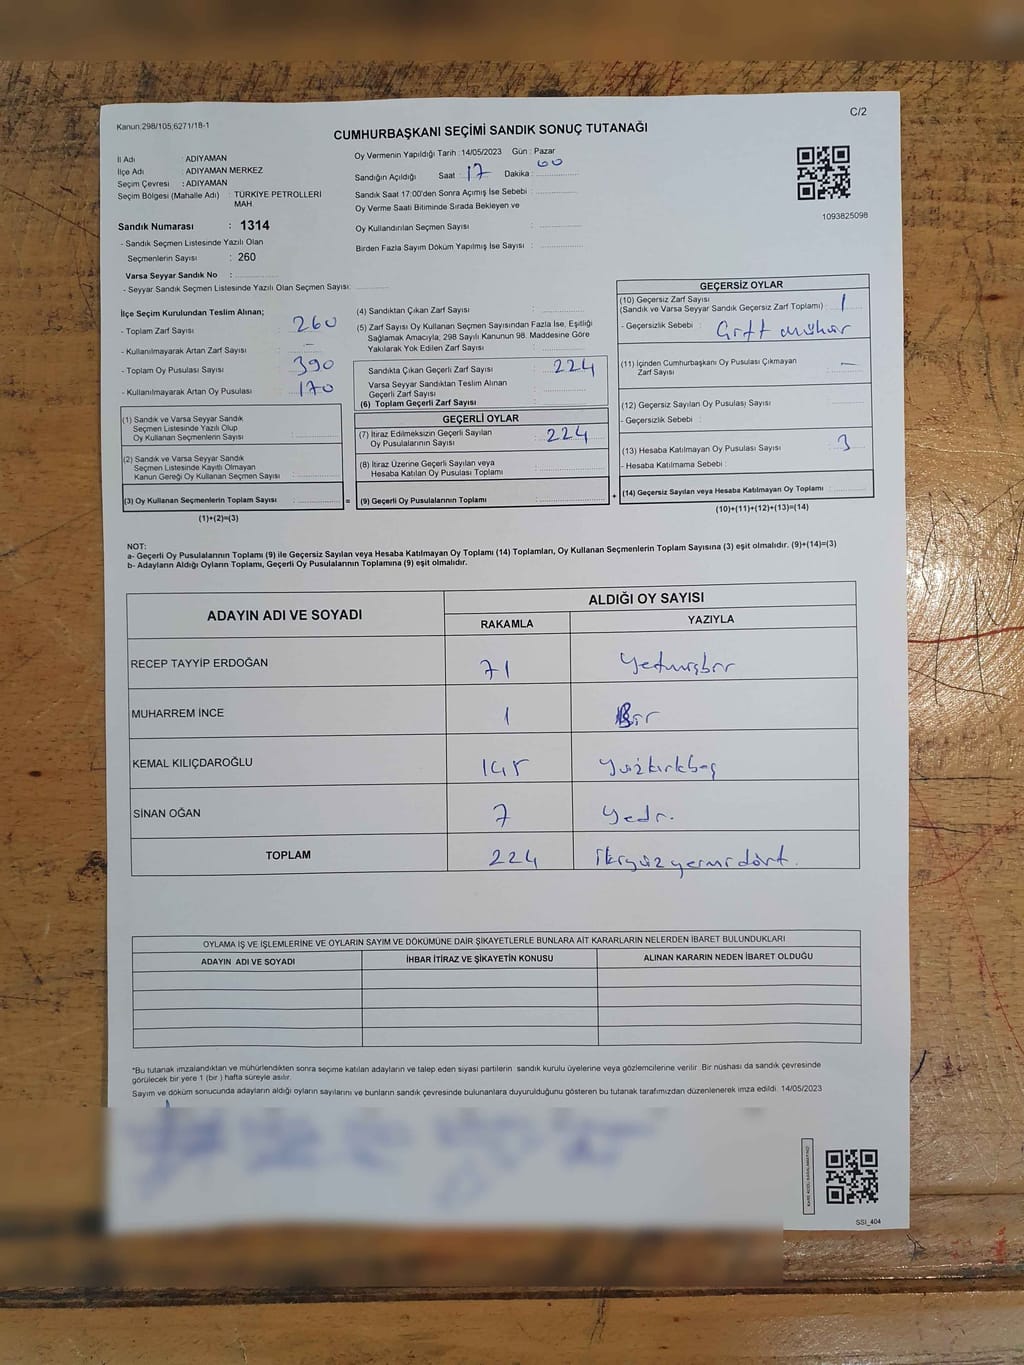 Kanun:298/105;6271/18-1
C/2
CUMHURBAŞKANI SEÇİMİ SANDIK SONUÇ TUTANAĞI
İl Adı : ADIYAMAN
İlçe Adı : ADIYAMAN MERKEZ
Seçim Çevresi : ADIYAMAN
Seçim Bölgesi (Mahalle Adı) : TÜRKİYE PETROLLERİ
MAH
Sandık Numarası : 1314
- Sandık Seçmen Listesinde Yazılı Olan
Seçmenlerin Sayısı : 260
Varsa Seyyar Sandık No :
- Seyyar Sandık Seçmen Listesinde Yazılı Olan Seçmen Sayısı:
Oy Vermenin Yapıldığı Tarih : 14/05/2023 Gün : Pazar
Sandığın Açıldığı Saat : 17 Dakika : 00
Sandık Saat 17:00'den Sonra Açılmış İse Sebebi :
Oy Verme Saati Bitiminde Sırada Bekleyen ve
Oy Kullandırılan Seçmen Sayısı :
Birden Fazla Sayım Döküm Yapılmış İse Sayısı :
1093825098
İlçe Seçim Kurulundan Teslim Alınan;
- Toplam Zarf Sayısı : 260
- Kullanılmayarak Artan Zarf Sayısı : -
- Toplam Oy Pusulası Sayısı : 390
- Kullanılmayarak Artan Oy Pusulası : 170
(1) Sandık ve Varsa Seyyar Sandık
Seçmen Listesinde Yazılı Olup
Oy Kullanan Seçmenlerin Sayısı :
(2) Sandık ve Varsa Seyyar Sandık
Seçmen Listesinde Kayıtlı Olmayan
Kanun Gereği Oy Kullanan Seçmen Sayısı :
(3) Oy Kullanan Seçmenlerin Toplam Sayısı : =
(1)+(2)=(3)
(4) Sandıktan Çıkan Zarf Sayısı :
(5) Zarf Sayısı Oy Kullanan Seçmen Sayısından Fazla İse, Eşitliği
Sağlamak Amacıyla; 298 Sayılı Kanunun 98. Maddesine Göre
Yakılarak Yok Edilen Zarf Sayısı :
Sandıkta Çıkan Geçerli Zarf Sayısı : 224
Varsa Seyyar Sandıktan Teslim Alınan
Geçerli Zarf Sayısı :
(6) Toplam Geçerli Zarf Sayısı :
GEÇERLİ OYLAR
(7) İtiraz Edilmeksizin Geçerli Sayılan
Oy Pusulalarının Sayısı : 224
(8) İtiraz Üzerine Geçerli Sayılan veya
Hesaba Katılan Oy Pusulası Toplamı :
(9) Geçerli Oy Pusulalarının Toplamı : +
GEÇERSİZ OYLAR
(10) Geçersiz Zarf Sayısı
(Sandık ve Varsa Seyyar Sandık Geçersiz Zarf Toplamı) : 1
- Geçersizlik Sebebi : Çift mühür
(11) İçinden Cumhurbaşkanı Oy Pusulası Çıkmayan
Zarf Sayısı : -
(12) Geçersiz Sayılan Oy Pusulası Sayısı :
- Geçersizlik Sebebi :
(13) Hesaba Katılmayan Oy Pusulası Sayısı : 3
- Hesaba Katılmama Sebebi :
(14) Geçersiz Sayılan veya Hesaba Katılmayan Oy Toplamı :
(10)+(11)+(12)+(13)=(14)
NOT:
a- Geçerli Oy Pusulalarının Toplamı (9) ile Geçersiz Sayılan veya Hesaba Katılmayan Oy Toplamı (14) Toplamları, Oy Kullanan Seçmenlerin Toplam Sayısına (3) eşit olmalıdır. (9)+(14)=(3)
b- Adayların Aldığı Oyların Toplamı, Geçerli Oy Pusulalarının Toplamına (9) eşit olmalıdır.
ADAYIN ADI VE SOYADI
ALDIĞI OY SAYISI
RAKAMLA YAZIYLA
RECEP TAYYİP ERDOĞAN 71 Yetmişbir
MUHARREM İNCE 1 Bir
KEMAL KILIÇDAROĞLU 145 Yüzkırkbeş
SİNAN OĞAN 7 Yedi.
TOPLAM 224 ikiyüzyermidört.
OYLAMA İŞ VE İŞLEMLERİNE VE OYLARIN SAYIM VE DÖKÜMÜNE DAİR ŞİKAYETLERLE BUNLARA AİT KARARLARIN NELERDEN İBARET BULUNDUKLARI
ADAYIN ADI VE SOYADI İHBAR İTİRAZ VE ŞİKAYETİN KONUSU ALINAN KARARIN NEDEN İBARET OLDUĞU
*Bu tutanak imzalandıktan ve mühürlendikten sonra seçime katılan adayların ve talep eden siyasi partilerin sandık kurulu üyelerine veya gözlemcilerine verilir. Bir nüshası da sandık çevresinde
görülecek bir yere 1 (bir) hafta süreyle asılır.
Sayım ve döküm sonucunda adayların aldığı oyların sayılarını ve bunların sandık çevresinde bulunanlara duyurulduğunu gösteren bu tutanak tarafımızdan düzenlenerek imza edildi. 14/05/2023
SSİ_404